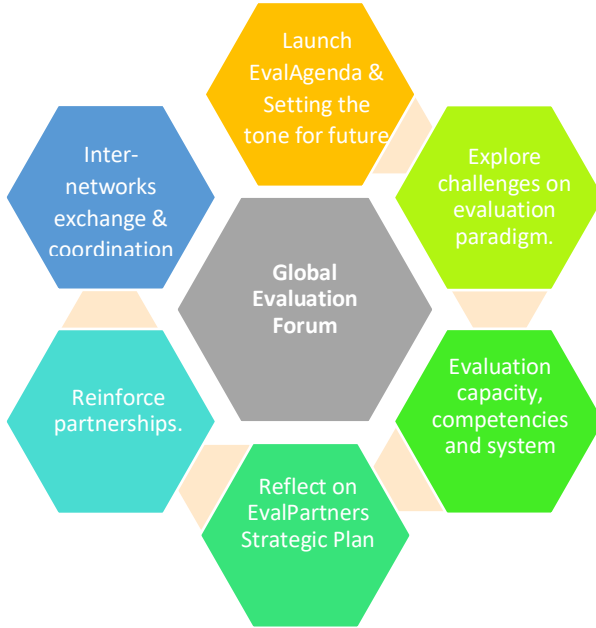 Launch
EvalAgenda &
Setting the
tone for future
Explore
challenges on
evaluation
paradigm.
Evaluation
capacity,
competencies
and system
Reflect on
EvalPartners
Strategic Plan
Reinforce
partnerships.
Inter-
networks
exchange &
coordination
Global
Evaluation
Forum